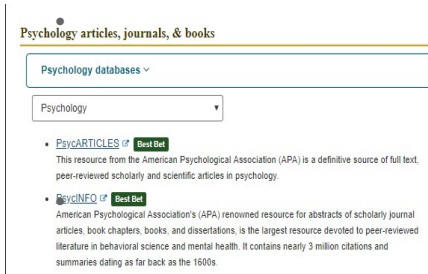 Psychology articles, journals, & books
Psychology databases
Psychology
PsycARTICLES Best Bet
This resource from the American Psychological Association (APA) is a definitive source of full text,
peer-reviewed scholarly and scientific articles in psychology.
PsycINFO Best Bet
American Psychological Association's (APA) renowned resource for abstracts of scholarly journal
articles, book chapters, books, and dissertations, is the largest resource devoted to peer-reviewed
literature in behavioral science and mental health. It contains nearly 3 million citations and
summaries dating as far back as the 1600s.